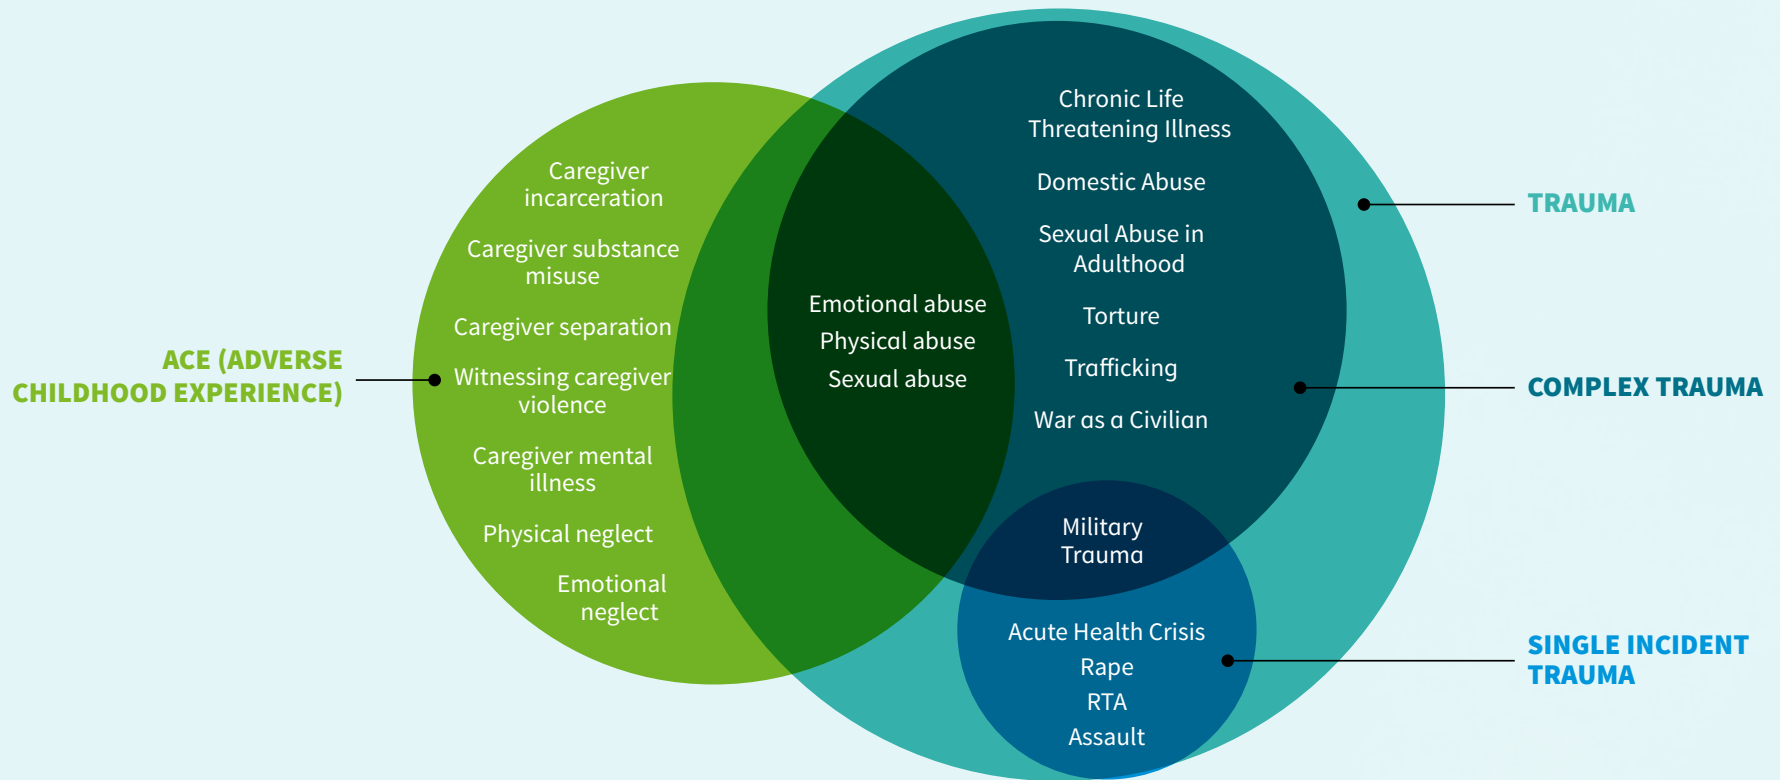 ACE (ADVERSE
CHILDHOOD EXPERIENCE)
Caregiver
incarceration
Caregiver substance
misuse
Caregiver separation
Witnessing caregiver
violence
Caregiver mental
illness
Physical neglect
Emotional
neglect
Emotional abuse
Physical abuse
Sexual abuse
Chronic Life
Threatening Illness
Domestic Abuse
Sexual Abuse in
Adulthood
Torture
Trafficking
War as a Civilian
Military
Trauma
Acute Health Crisis
Rape
RTA
Assault
TRAUMA
COMPLEX TRAUMA
SINGLE INCIDENT
TRAUMA